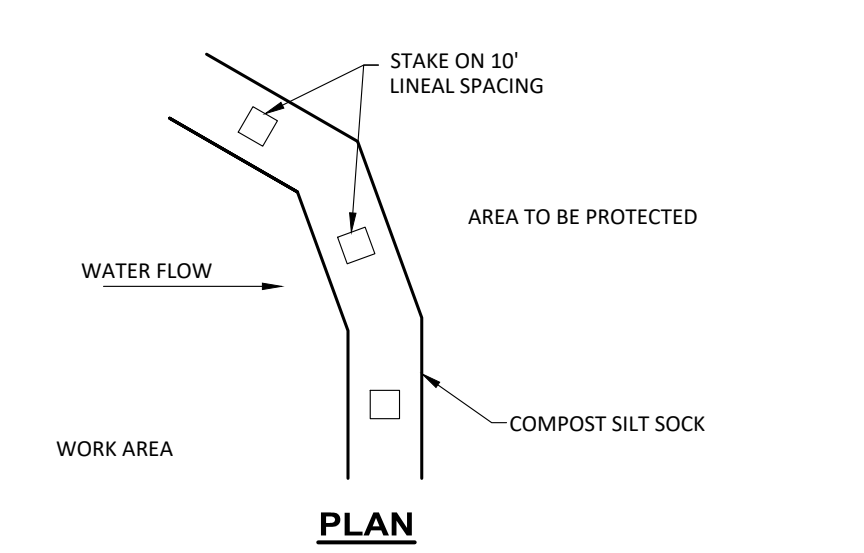 STAKE ON 10'
LINEAL SPACING
AREA TO BE PROTECTED
WATER FLOW
COMPOST SILT SOCK
WORK AREA
PLAN